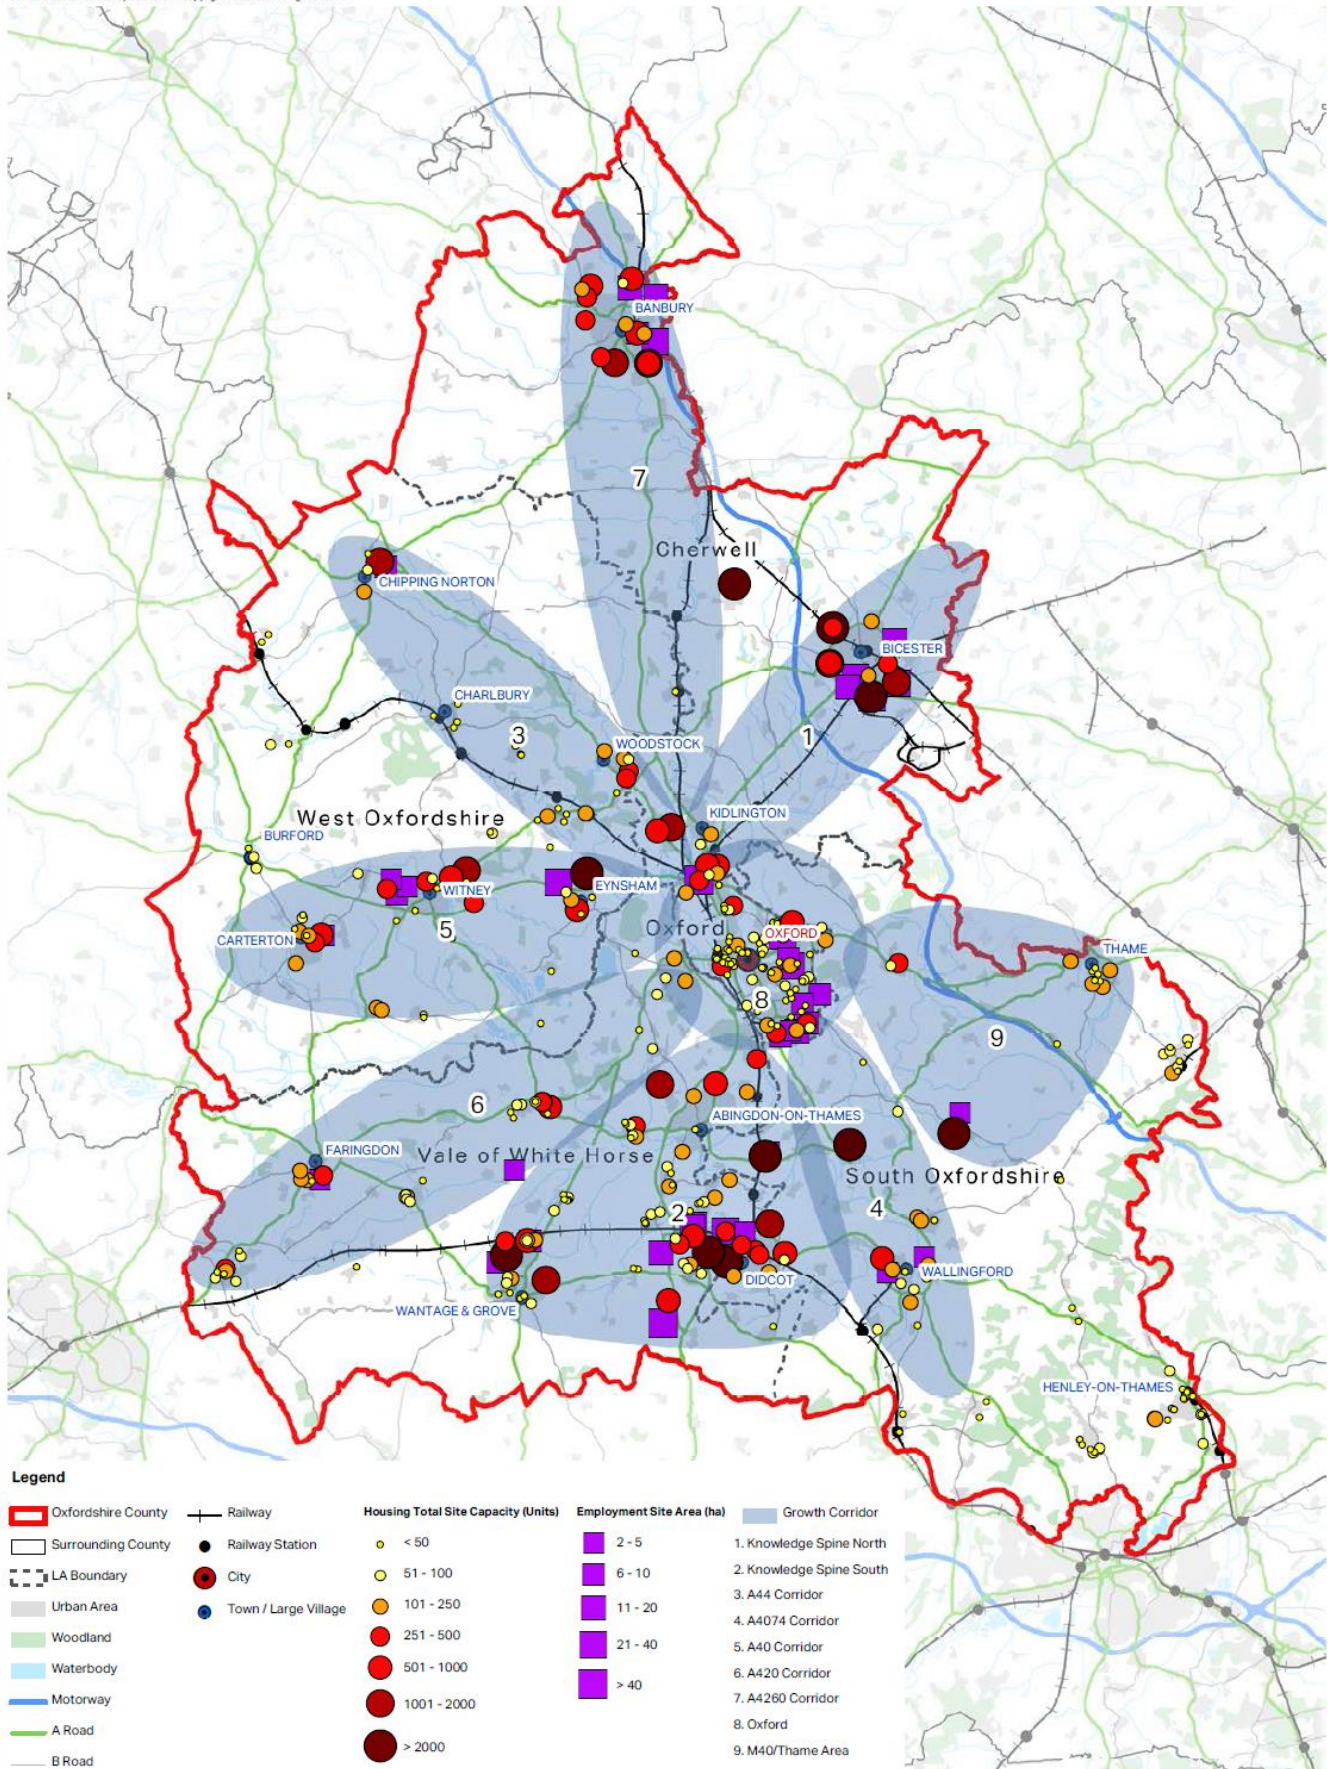 BANBURY
7
Cherwell
CHIPPING NORTON
BICESTER
CHARLBURY
3
WOODSTOCK
1
West Oxfordshire
KIDLINGTON
BURFORD
WITNEY
EYNSHAM
5
Oxford
OXFORD
CARTERTON
THAME
8
9
6
ABINGDON-ON-THAMES
FARINGDON
Vale of White Horse
South Oxfordshire
2
4
WALLINGFORD
DIDCOT
WANTAGE & GROVE
HENLEY-ON-THAMES
Legend
Oxfordshire County
Surrounding County
LA Boundary
Urban Area
Woodland
Waterbody
Motorway
A Road
B Road
Railway
Railway Station
City
Town / Large Village
Housing Total Site Capacity (Units)
< 50
51 - 100
101 - 250
251 - 500
501 - 1000
1001 - 2000
> 2000
Employment Site Area (ha)
2 - 5
6 - 10
11 - 20
21 - 40
> 40
Growth Corridor
1. Knowledge Spine North
2. Knowledge Spine South
3. A44 Corridor
4. A4074 Corridor
5. A40 Corridor
6. A420 Corridor
7. A4260 Corridor
8. Oxford
9. M40/Thame Area